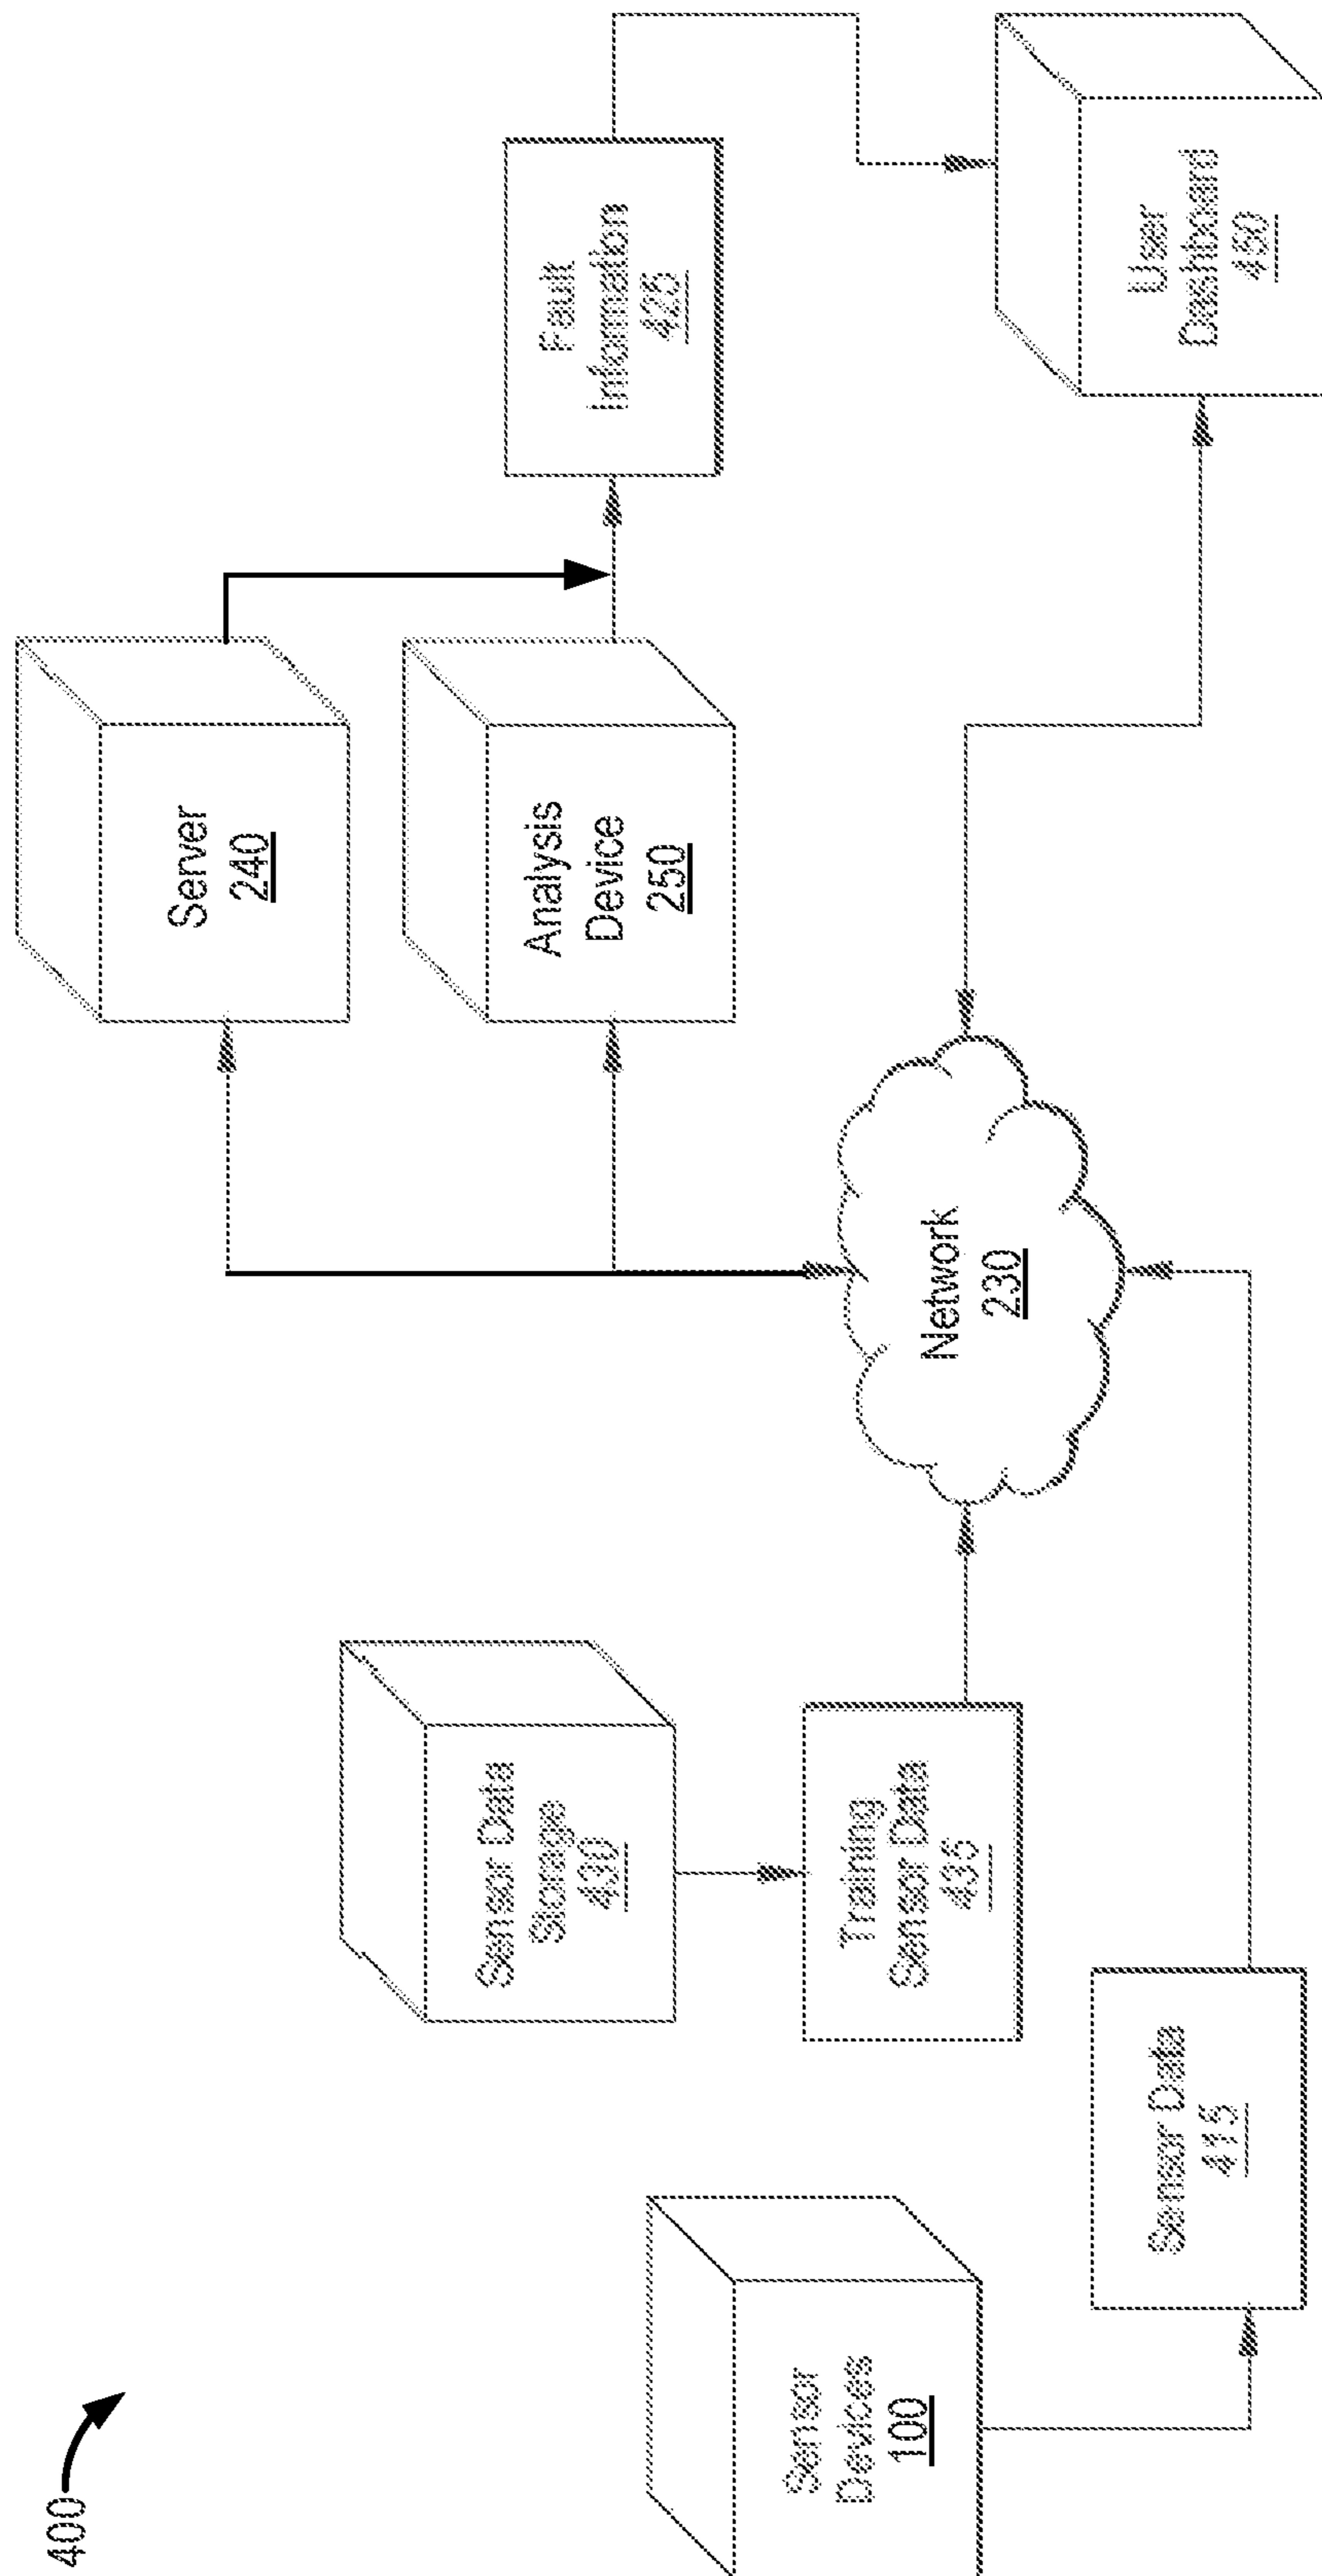 400
Sensor
Devices
100
Sensor Data
415
Sensor Data
Storage
430
Training
Sensor Data
435
Network
230
Server
240
Analysis
Device
250
Fault
Information
425
User
Dashboard
450